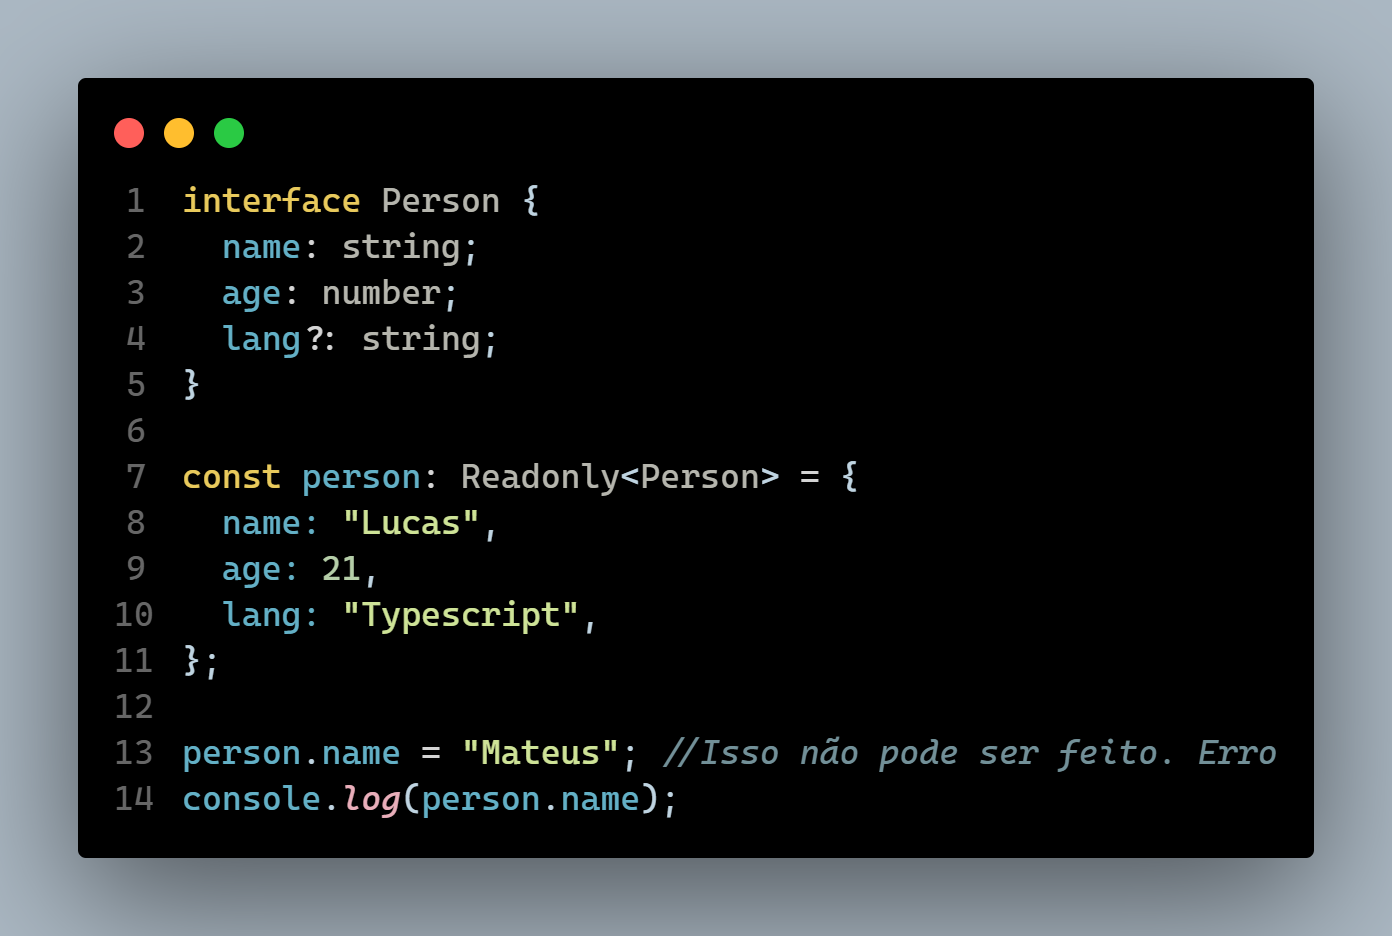 1 interface Person {
2   name: string;
3   age: number;
4   lang?: string;
5 }
6
7 const person: Readonly<Person> = {
8   name: "Lucas",
9   age: 21,
10   lang: "Typescript",
11 };
12
13 person.name = "Mateus"; //Isso não pode ser feito. Erro
14 console.log(person.name);